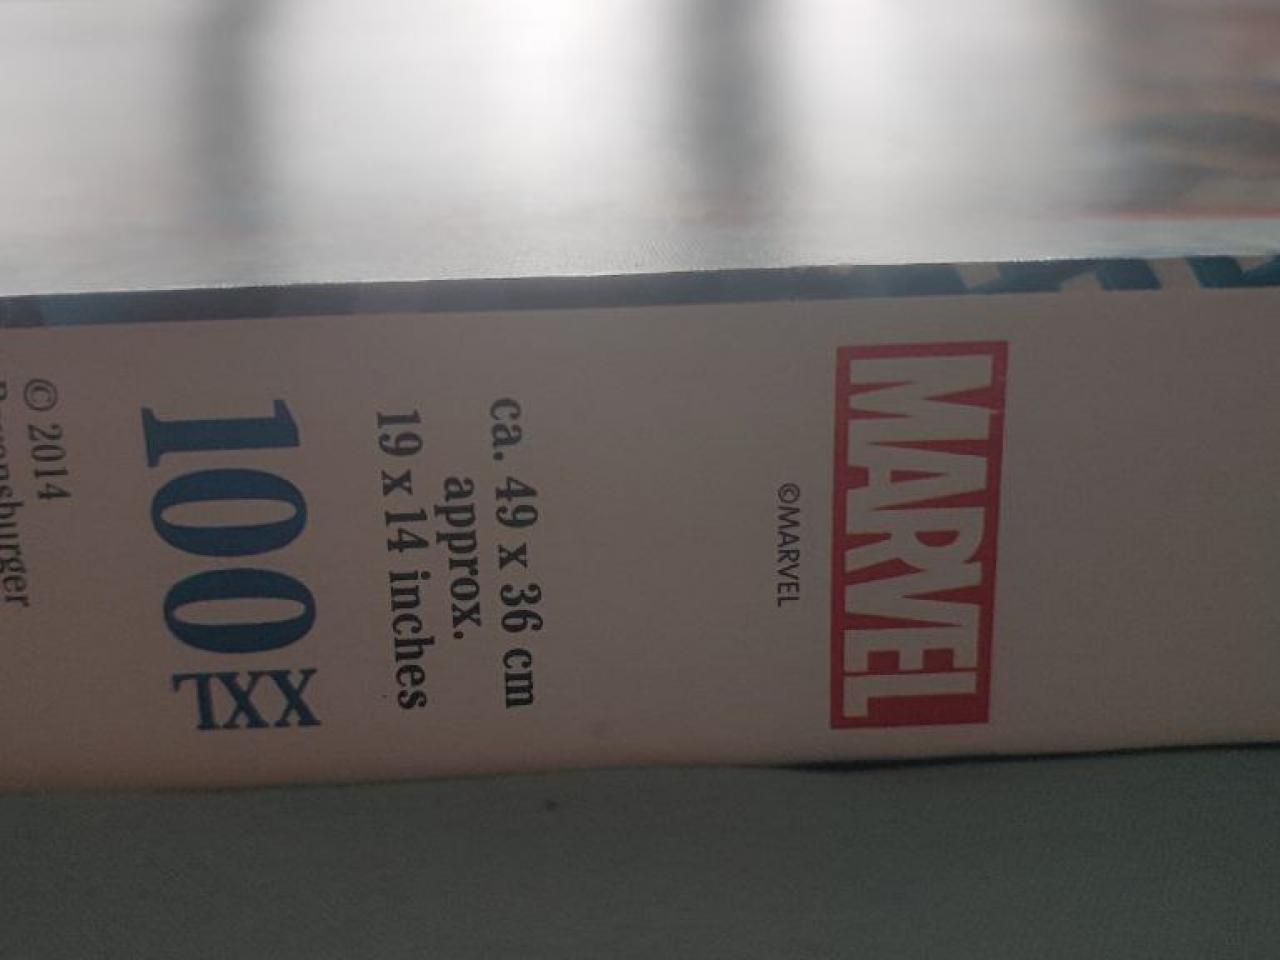 MARVEL
©MARVEL
ca. 49 x 36 cm
approx.
19 x 14 inches
100 XXL
© 2014